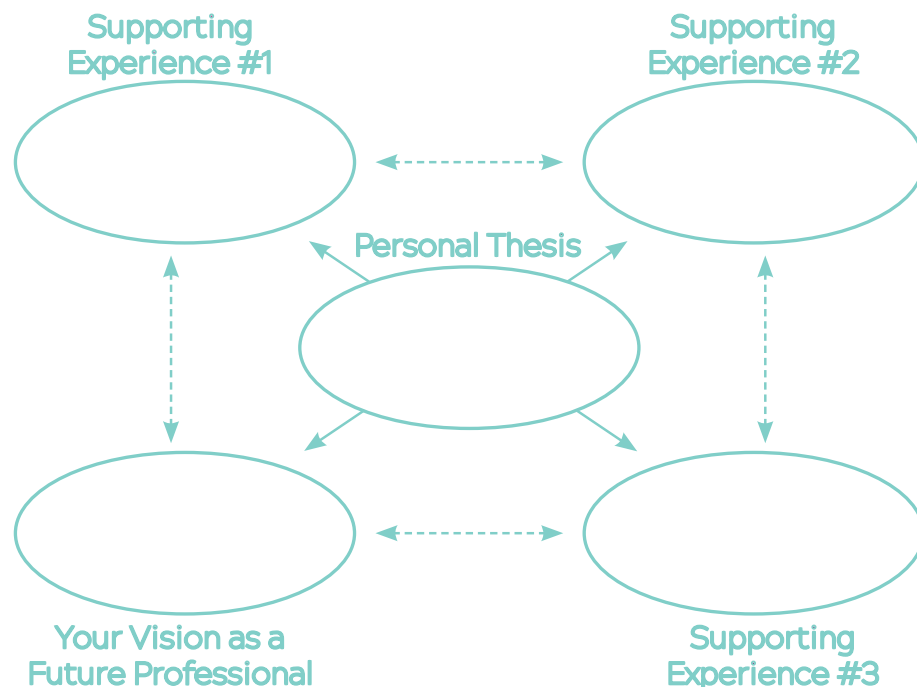 Supporting
Experience #1
Supporting
Experience #2
Personal Thesis
Your Vision as a
Future Professional
Supporting
Experience #3